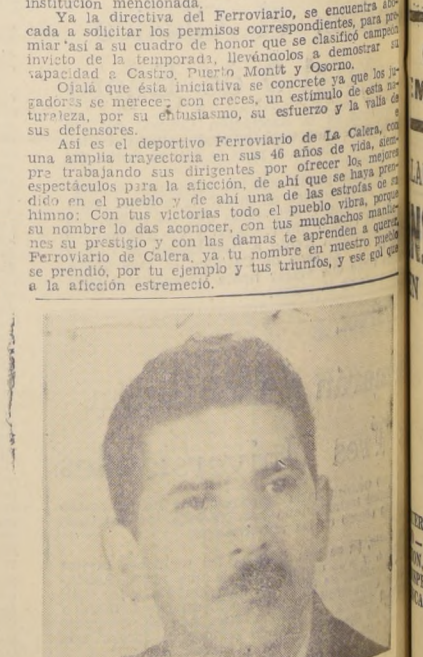 institución mencionada.
Ya la directiva del Ferroviario, se encuentra abo-
cada a solicitar los permisos correspondientes, para pre-
miar así a su cuadro de honor que se clasificó campeón
invicto de la temporada, llevándolos a demostrar su
capacidad a Castro, Puerto Montt y Osorno.
Ojalá que ésta iniciativa se concrete ya que los ju-
gadores se merecen con creces, un estímulo de esta na-
turaleza, por su entusiasmo, su esfuerzo y la valía de
sus defensores.
Así es el deportivo Ferroviario de La Calera, con
una amplia trayectoria en sus 46 años de vida, siem-
pre trabajando sus dirigentes por ofrecer los mejores
espectáculos para la afición, de ahí que se haya pren-
dido en el pueblo y de ahí una de las estrofas de su
himno: Con tus victorias todo el pueblo vibra, porque
su nombre lo das aconocer, con tus muchachos mantie-
nes su prestigio y con las damas te aprenden a querer,
Ferroviario de Calera, ya tu nombre en nuestro pueblo
se prendió, por tu ejemplo y tus triunfos, y ese gol que
a la afición estremeció.